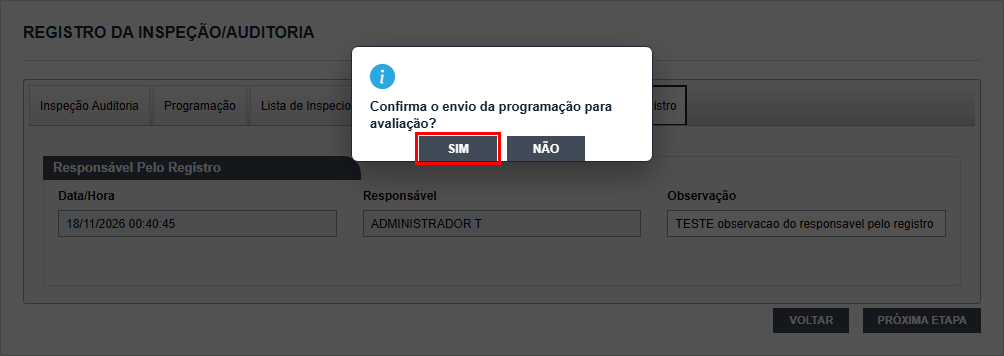 REGISTRO DA INSPEÇÃO/AUDITORIA
i
Confirma o envio da programação para
avaliação?
SIM
NÃO
Inspeção Auditoria
Programação
Lista de Inspecio
istro
Responsável Pelo Registro
Data/Hora
Responsável
Observação
18/11/2026 00:40:45
ADMINISTRADOR T
TESTE observacao do responsavel pelo registro
VOLTAR
PRÓXIMA ETAPA